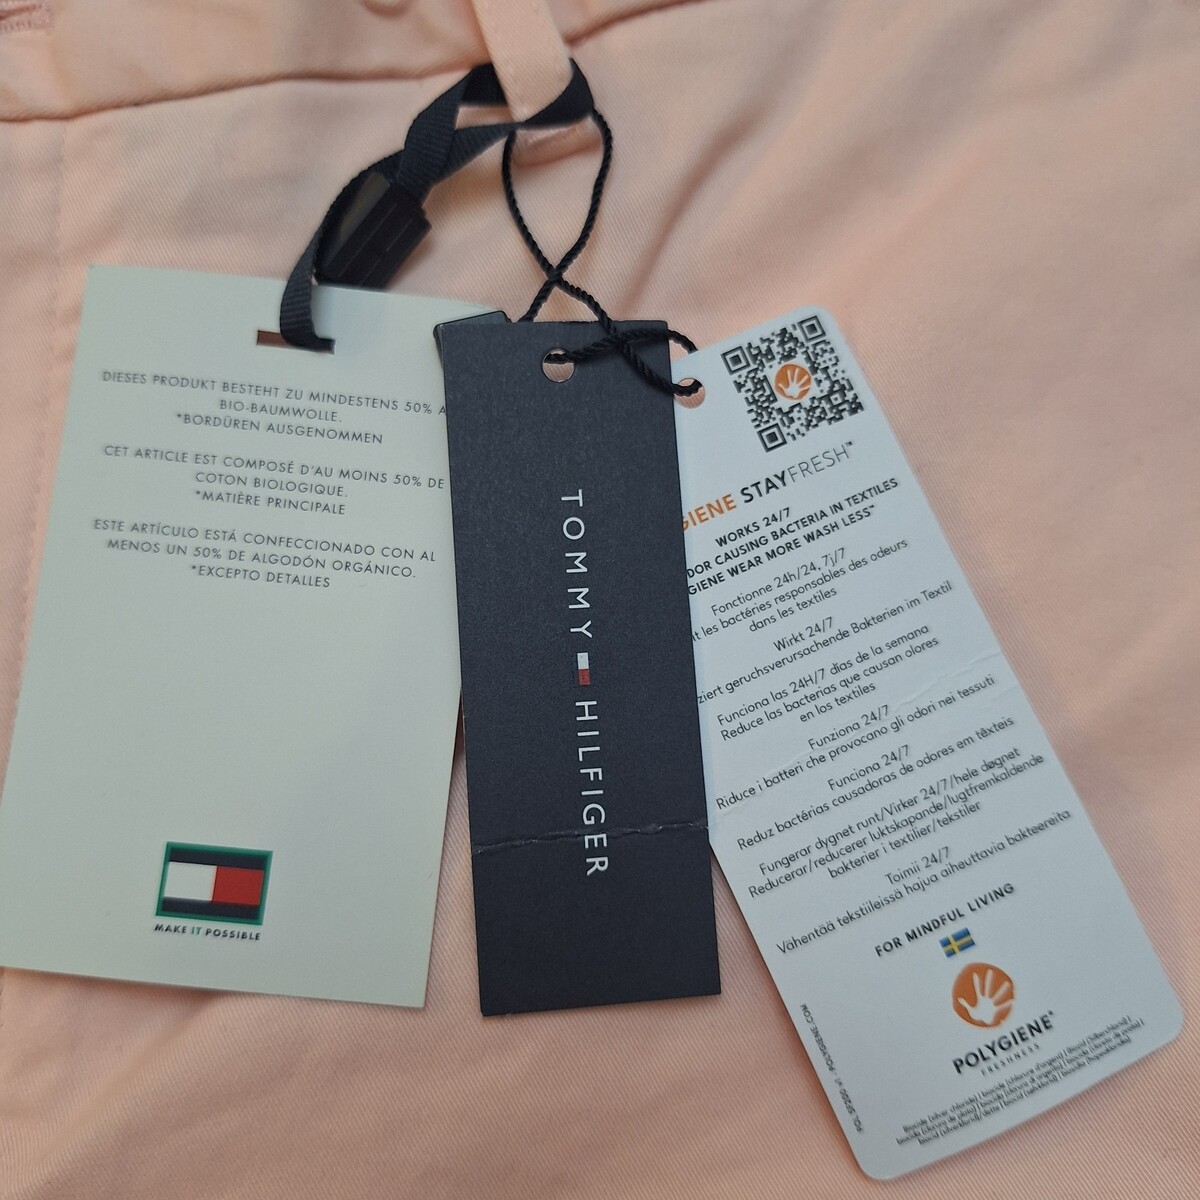 DIESES PRODUKT BESTEHT ZU MINDESTENS 50% A
BIO-BAUMWOLLE.
*BORDÜREN AUSGENOMMEN
CET ARTICLE EST COMPOSÉ D'AU MOINS 50% DE
COTON BIOLOGIQUE.
*MATIÈRE PRINCIPALE
ESTE ARTÍCULO ESTÁ CONFECCIONADO CON AL
MENOS UN 50% DE ALGODÓN ORGÁNICO.
*EXCEPTO DETALLES
MAKE IT POSSIBLE
TOMMY HILFIGER
GIENE STAYFRESH™
WORKS 24/7
DOR CAUSING BACTERIA IN TEXTILES
GIENE WEAR MORE WASH LESS™
Fonctionne 24h/24, 7j/7
it les bactéries responsables des odeurs
dans les textiles
Wirkt 24/7
ziert geruchsverursachende Bakterien im Textil
Funciona las 24H/7 días de la semana
Reduce las bacterias que causan olores
en los textiles
Funziona 24/7
Riduce i batteri che provocano gli odori nei tessuti
Funciona 24/7
Reduz bactérias causadoras de odores em têxteis
Fungerar dygnet runt/Virker 24/7/hele døgnet
Reducerar/reducerer luktskapande/lugtfremkaldende
bakterier i textilier/tekstiler
Toimii 24/7
Vähentää tekstiileissä hajua aiheuttavia bakteereita
FOR MINDFUL LIVING
POLYGIENE®
FRESHNESS
POLYGIENE.COM